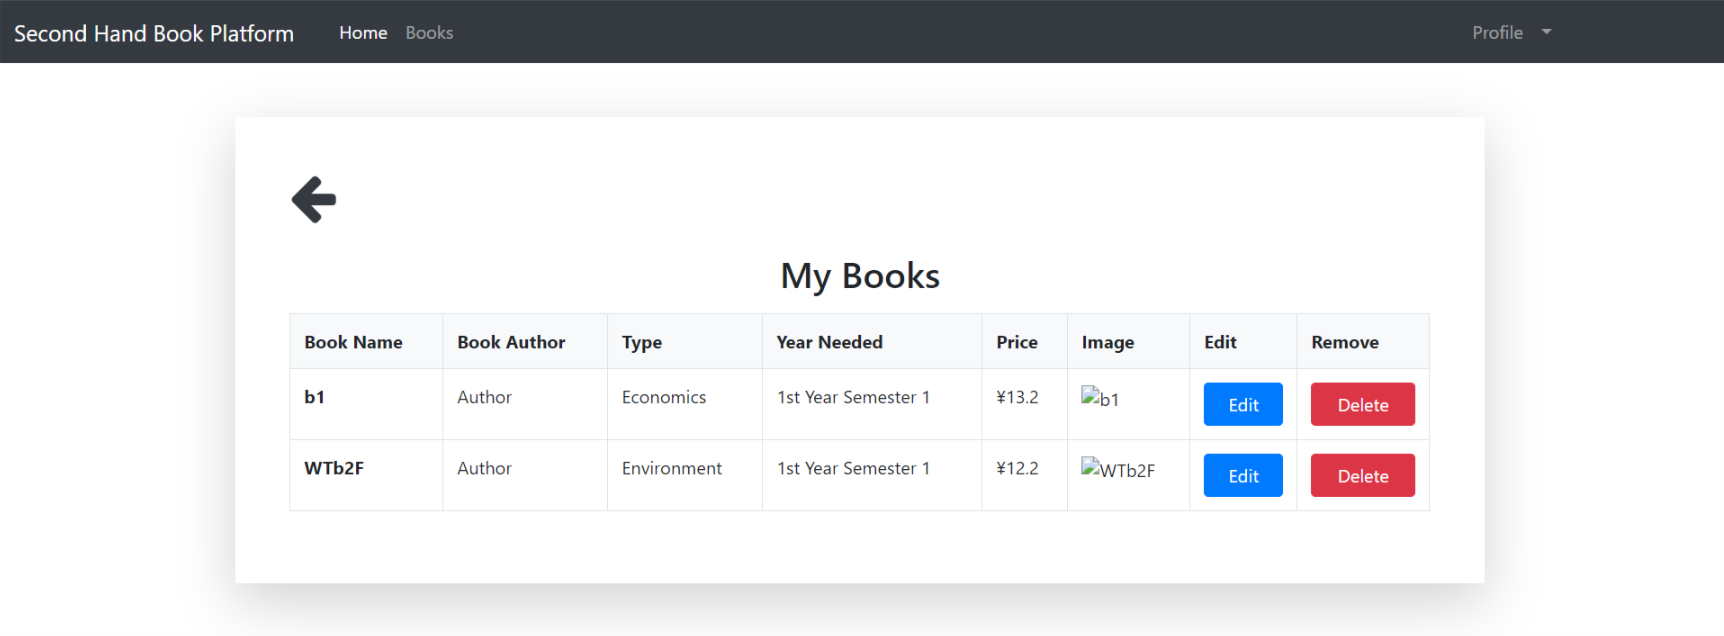 Second Hand Book Platform Home Books Profile
My Books
Book Name Book Author Type Year Needed Price Image Edit Remove
b1 Author Economics 1st Year Semester 1 ¥13.2 b1 Edit Delete
WTb2F Author Environment 1st Year Semester 1 ¥12.2 WTb2F Edit Delete